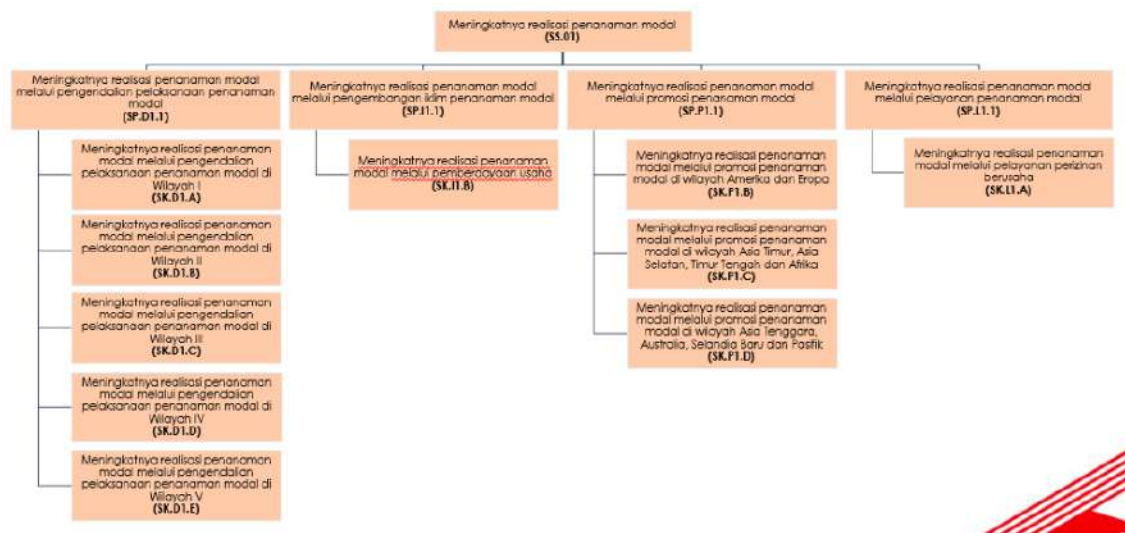 Meningkatnya realisasi penanaman modal
(SS.01)
Meningkatnya realisasi penanaman modal
melalui pengendalian pelaksanaan penanaman
modal
(SP.D1.1)
Meningkatnya realisasi penanaman modal
melalui pengembangan iklim penanaman modal
(SP.I1.1)
Meningkatnya realisasi penanaman modal
melalui promosi penanaman modal
(SP.P1.1)
Meningkatnya realisasi penanaman modal
melalui pelayanan penanaman modal
(SP.L1.1)
Meningkatnya realisasi penanaman
modal melalui pengendalian
pelaksanaan penanaman modal di
Wilayah I
(SK.D1.A)
Meningkatnya realisasi penanaman
modal melalui pengendalian
pelaksanaan penanaman modal di
Wilayah II
(SK.D1.B)
Meningkatnya realisasi penanaman
modal melalui pengendalian
pelaksanaan penanaman modal di
Wilayah III
(SK.D1.C)
Meningkatnya realisasi penanaman
modal melalui pengendalian
pelaksanaan penanaman modal di
Wilayah IV
(SK.D1.D)
Meningkatnya realisasi penanaman
modal melalui pengendalian
pelaksanaan penanaman modal di
Wilayah V
(SK.D1.E)
Meningkatnya realisasi penanaman
modal melalui pemberdayaan usaha
(SK.I1.B)
Meningkatnya realisasi penanaman
modal melalui promosi penanaman
modal di wilayah Amerika dan Eropa
(SK.P1.B)
Meningkatnya realisasi penanaman
modal melalui promosi penanaman
modal di wilayah Asia Timur, Asia
Selatan, Timur Tengah dan Afrika
(SK.P1.C)
Meningkatnya realisasi penanaman
modal melalui promosi penanaman
modal di wilayah Asia Tenggara,
Australia, Selandia Baru dan Pasifik
(SK.P1.D)
Meningkatnya realisasi penanaman
modal melalui pelayanan perizinan
berusaha
(SK.L1.A)